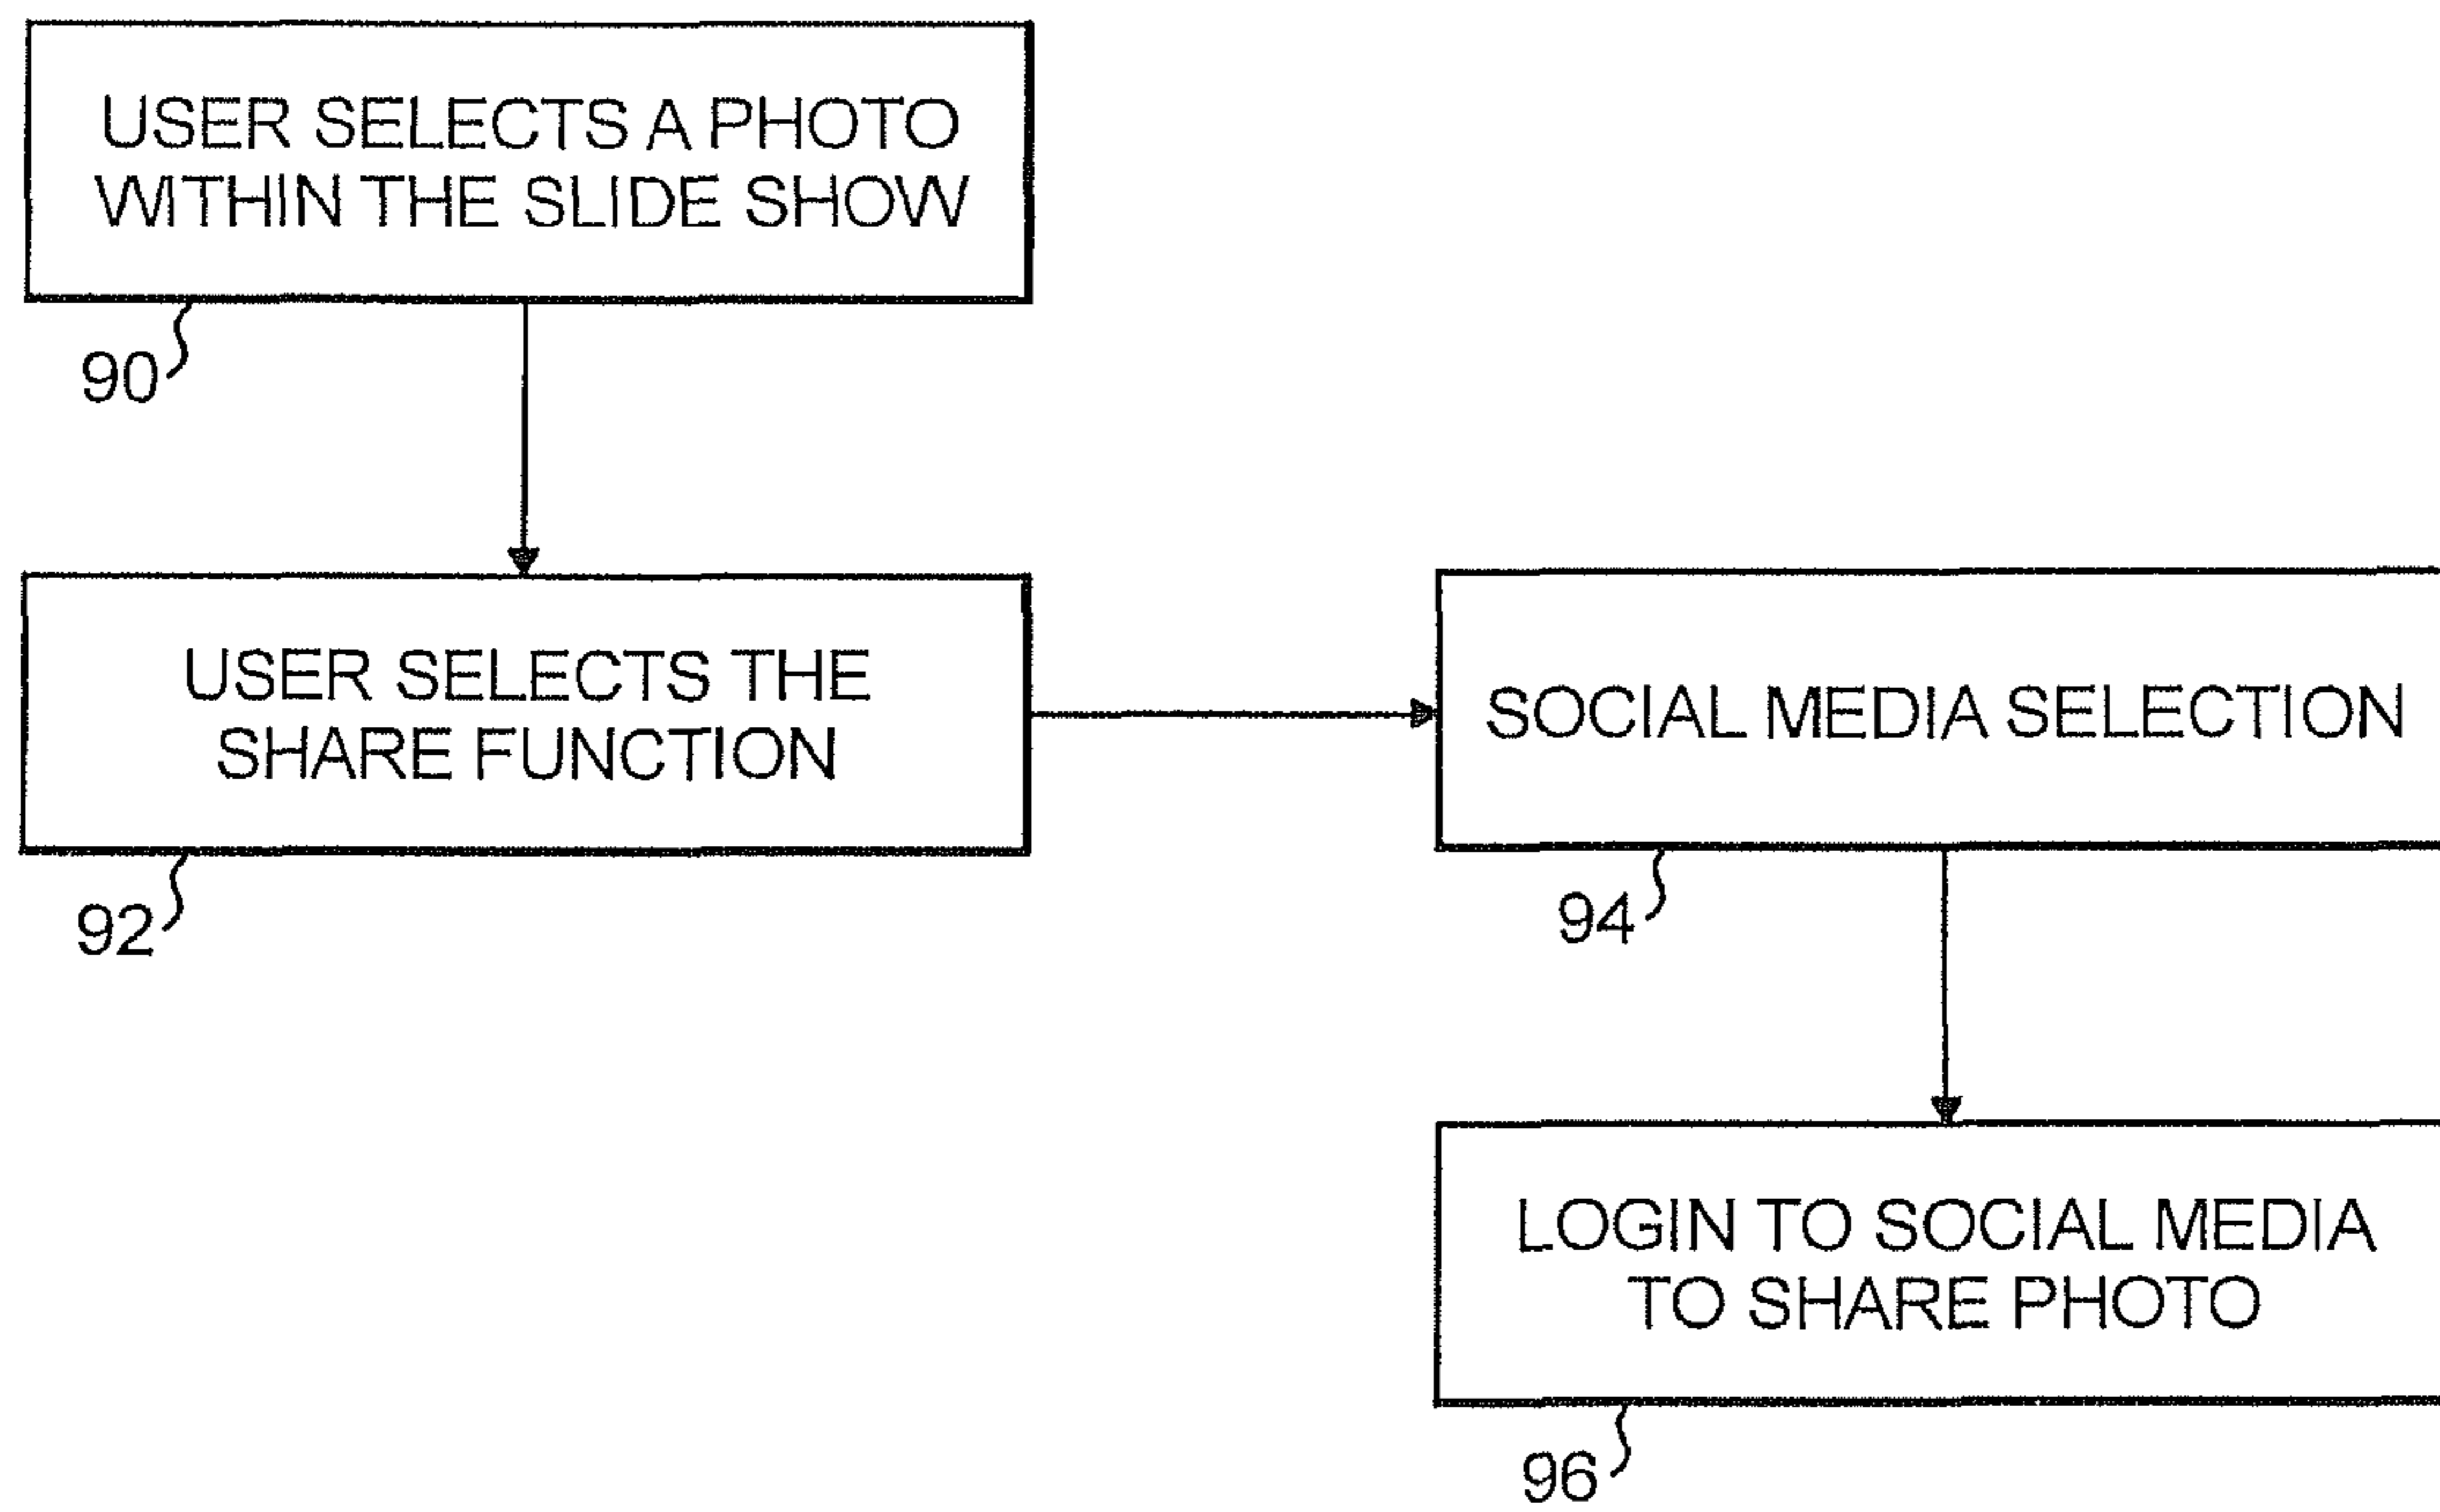 USER SELECTS A PHOTO
WITHIN THE SLIDE SHOW
90
USER SELECTS THE
SHARE FUNCTION
92
SOCIAL MEDIA SELECTION
94
LOGIN TO SOCIAL MEDIA
TO SHARE PHOTO
96